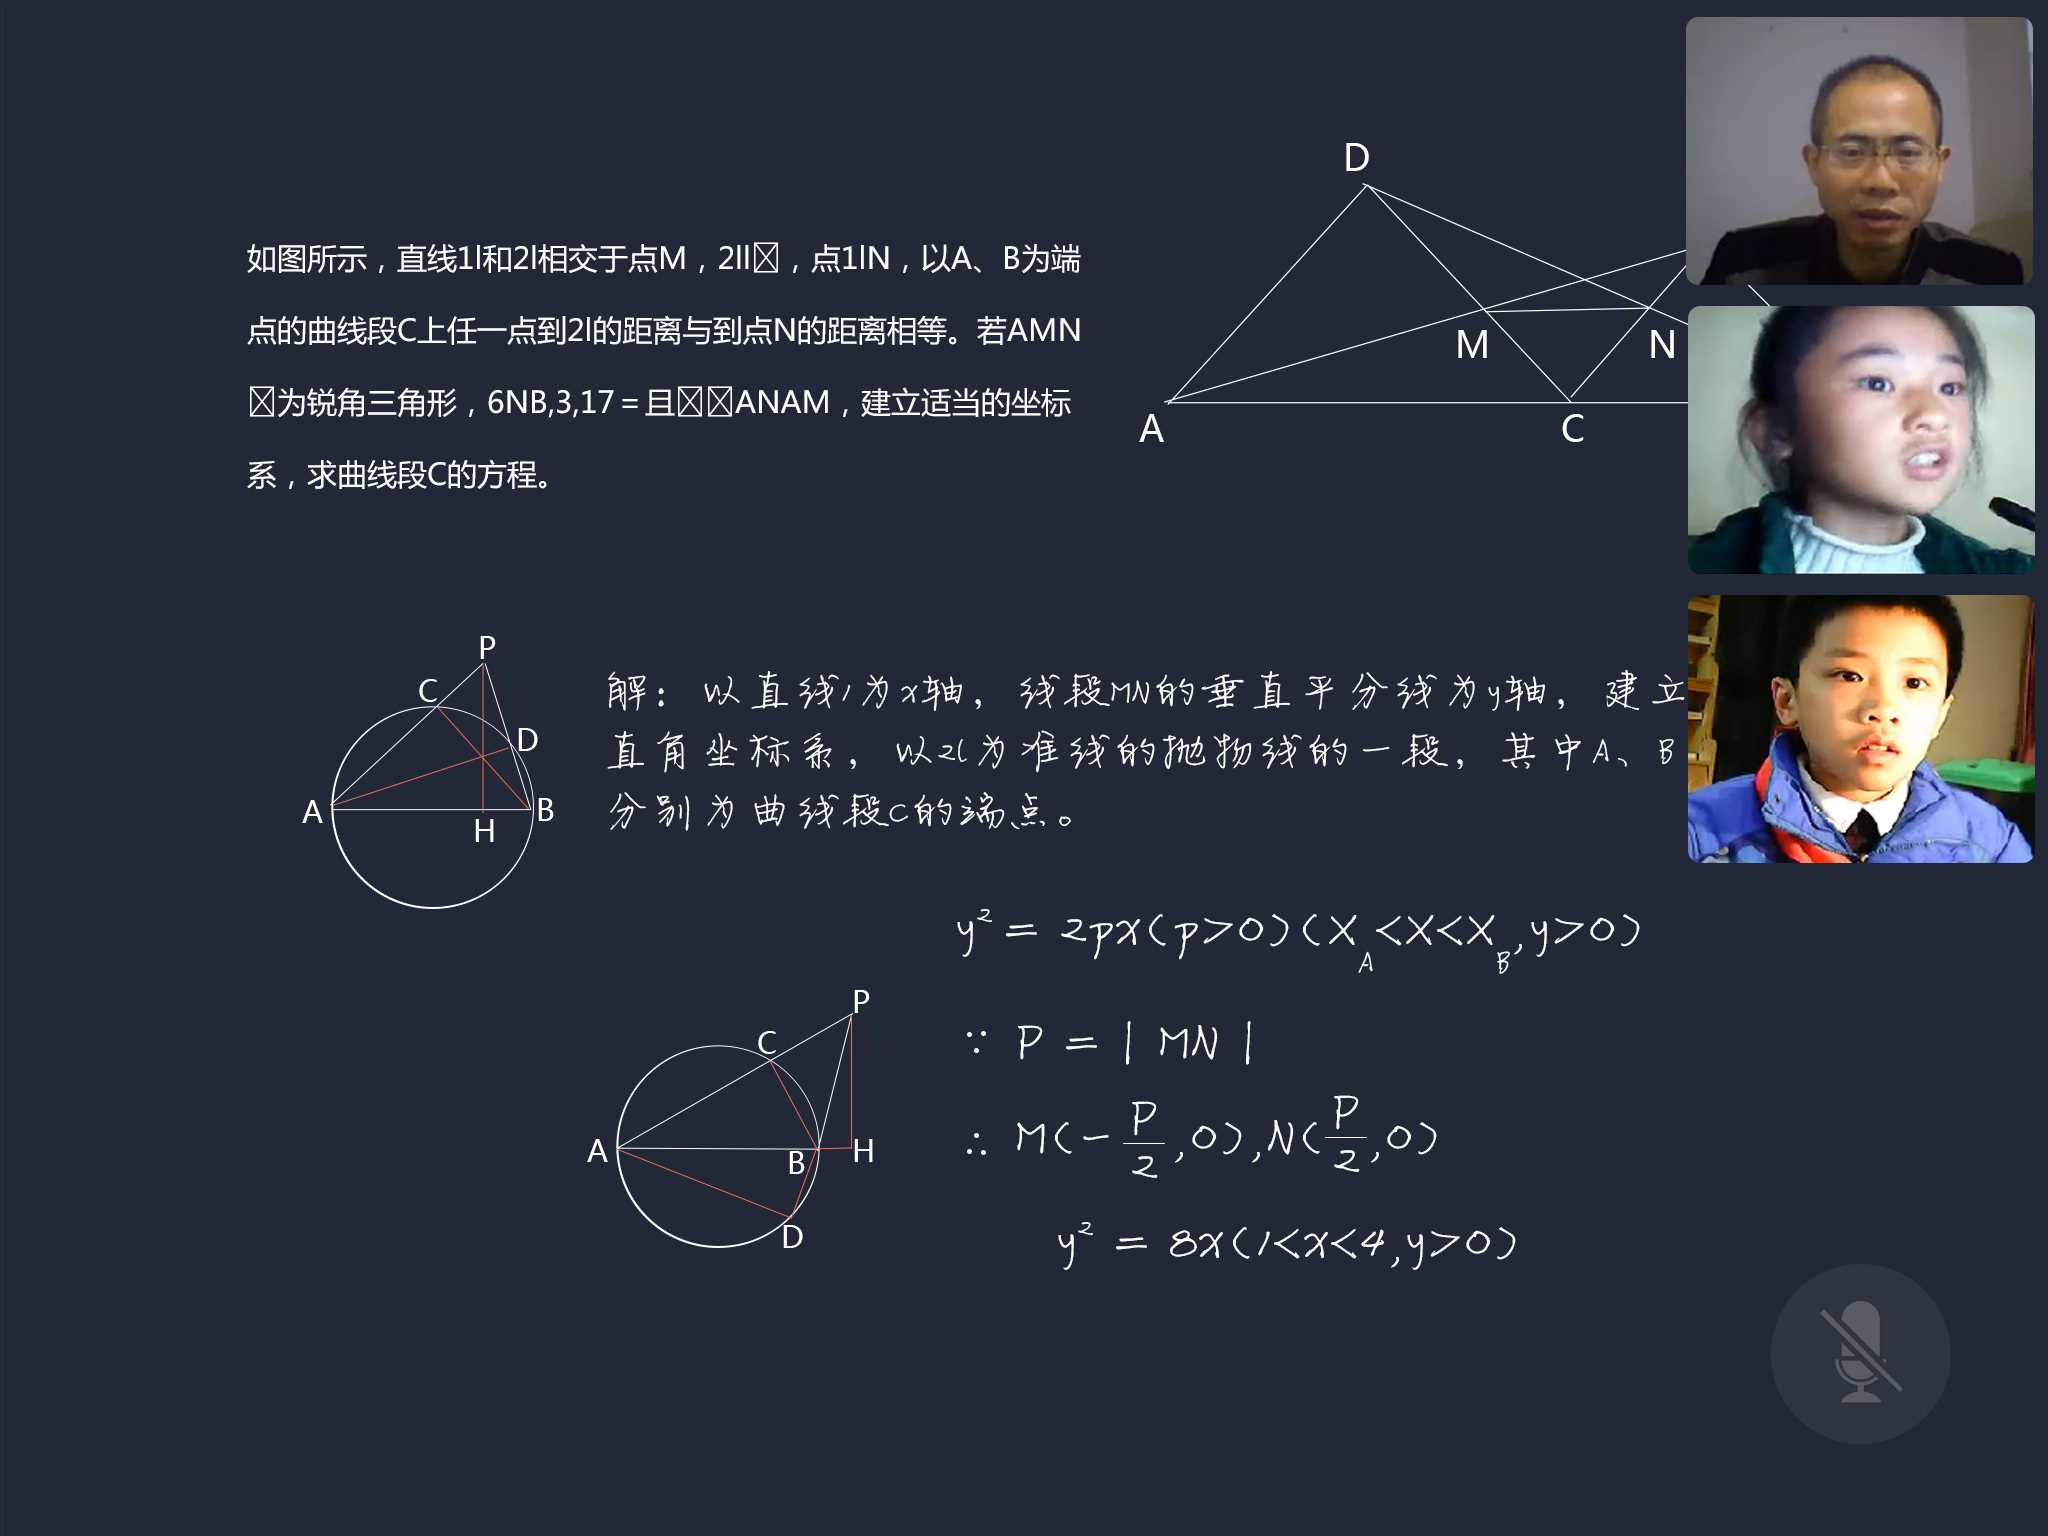 如图所示，直线1l和2l相交于点M，2ll，点1lN，以A、B为端
点的曲线段C上任一点到2l的距离与到点N的距离相等。若AMN
为锐角三角形，6NB,3,17＝且ANAM，建立适当的坐标
系，求曲线段C的方程。
D
M
N
A
C
P
C
D
A
B
H
解：以直线l为x轴，线段MN的垂直平分线为y轴，建立
直角坐标系，以2l为准线的抛物线的一段，其中A、B
分别为曲线段C的端点。
y² = 2px(p>0)(X_A<X<X_B,y>0)
∵ P = | MN |
∴ M(-P/2,0),N(P/2,0)
y² = 8x(1<x<4,y>0)
P
C
A
B
H
D